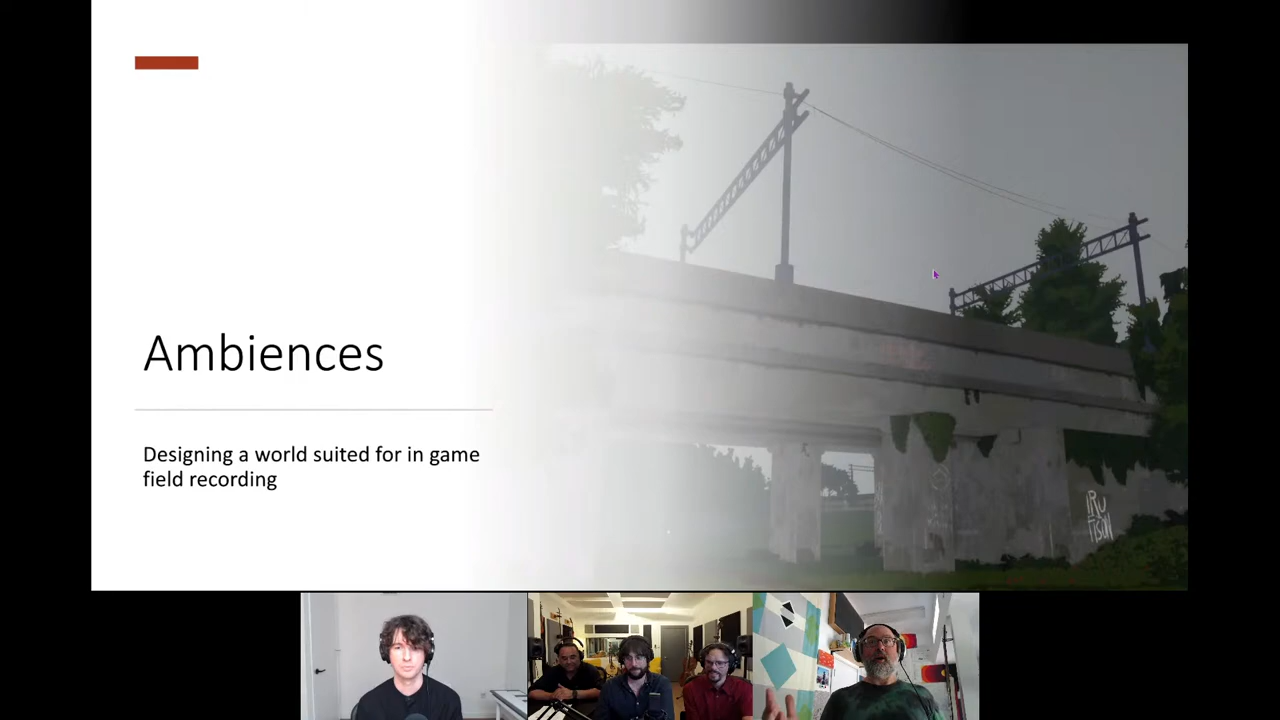 Ambiences
Designing a world suited for in game
field recording